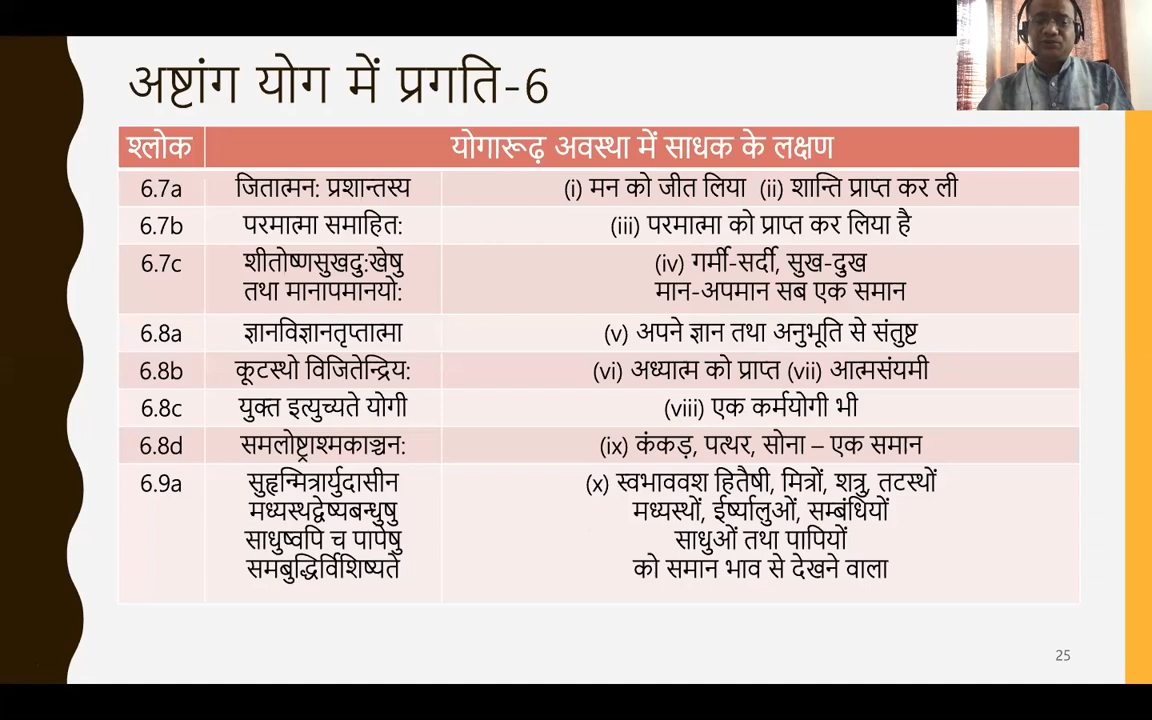 अष्टांग योग में प्रगति-6
श्लोक योगारूढ़ अवस्था में साधक के लक्षण
6.7a जितात्मन: प्रशान्तस्य (i) मन को जीत लिया (ii) शान्ति प्राप्त कर ली
6.7b परमात्मा समाहित: (iii) परमात्मा को प्राप्त कर लिया है
6.7c शीतोष्णसुखदु:खेषु (iv) गर्मी-सर्दी, सुख-दुख
तथा मानापमानयो: मान-अपमान सब एक समान
6.8a ज्ञानविज्ञानतृप्तात्मा (v) अपने ज्ञान तथा अनुभूति से संतुष्ट
6.8b कूटस्थो विजितेन्द्रिय: (vi) अध्यात्म को प्राप्त (vii) आत्मसंयमी
6.8c युक्त इत्युच्यते योगी (viii) एक कर्मयोगी भी
6.8d समलोष्ट्राश्मकाञ्चन: (ix) कंकड़, पत्थर, सोना – एक समान
6.9a सुहृन्मित्रार्युदासीन (x) स्वभाववश हितैषी, मित्रों, शत्रु, तटस्थों
मध्यस्थद्वेष्यबन्धुषु मध्यस्थों, ईर्ष्यालुओं, सम्बंधियों
साधुष्वपि च पापेषु साधुओं तथा पापियों
समबुद्धिर्विशिष्यते को समान भाव से देखने वाला
25